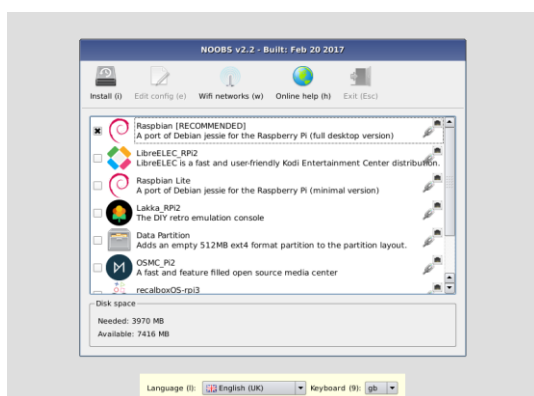 NOOBS v2.2 - Built: Feb 20 2017
Install (i) Edit config (e) Wifi networks (w) Online help (h) Exit (Esc)
Raspbian [RECOMMENDED]
A port of Debian jessie for the Raspberry Pi (full desktop version)
LibreELEC_RPi2
LibreELEC is a fast and user-friendly Kodi Entertainment Center distribution.
Raspbian Lite
A port of Debian jessie for the Raspberry Pi (minimal version)
Lakka_RPi2
The DIY retro emulation console
Data Partition
Adds an empty 512MB ext4 format partition to the partition layout.
OSMC_Pi2
A fast and feature filled open source media center
recalboxOS-rpi3
Disk space
Needed: 3970 MB
Available: 7416 MB
Language (l): English (UK) Keyboard (9): gb